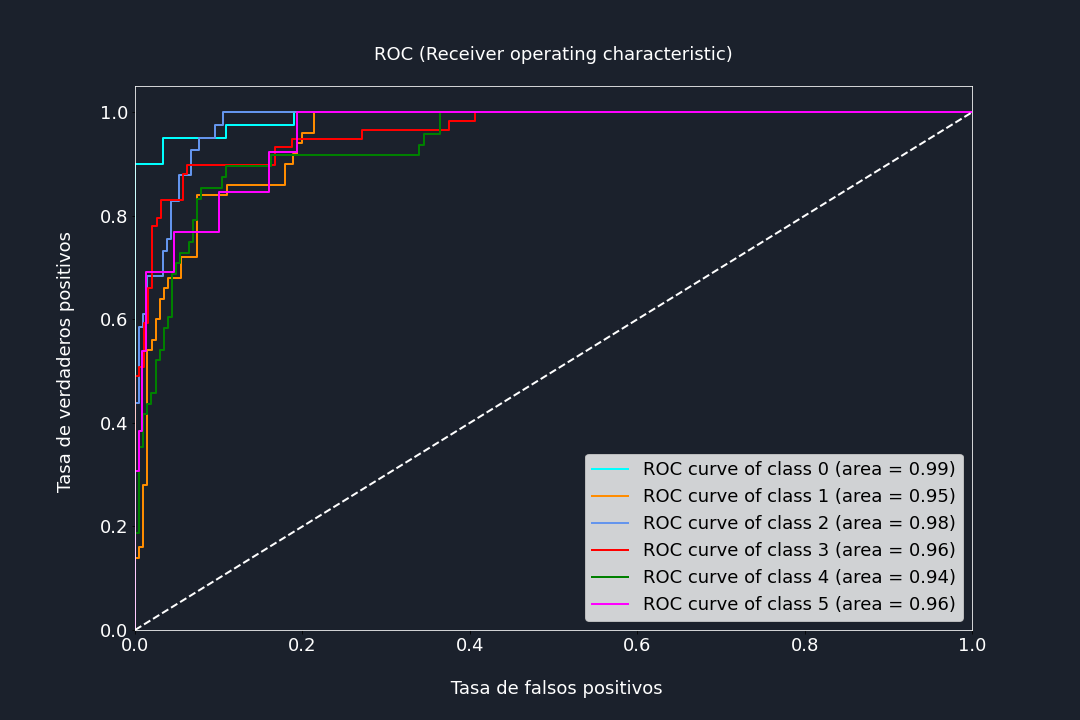 ROC (Receiver operating characteristic)
Tasa de verdaderos positivos
1.0
0.8
0.6
0.4
0.2
0.0
ROC curve of class 0 (area = 0.99)
ROC curve of class 1 (area = 0.95)
ROC curve of class 2 (area = 0.98)
ROC curve of class 3 (area = 0.96)
ROC curve of class 4 (area = 0.94)
ROC curve of class 5 (area = 0.96)
0.0 0.2 0.4 0.6 0.8 1.0
Tasa de falsos positivos